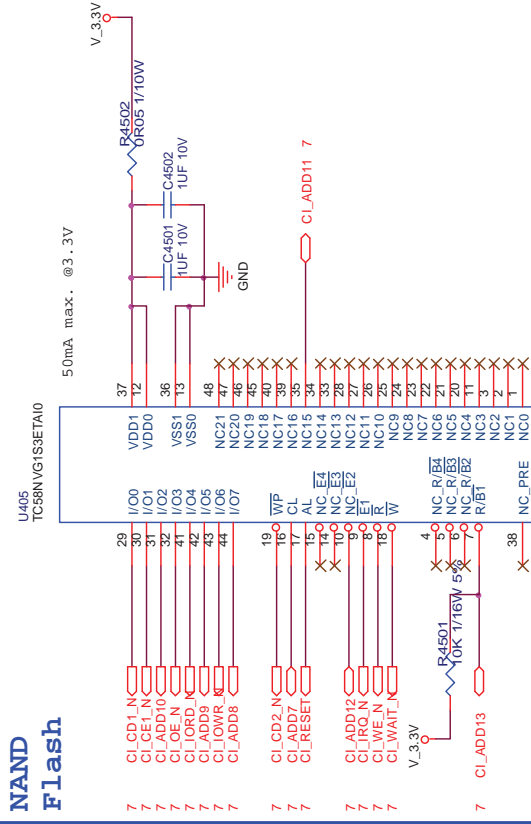 NAND
Flash
U405
TC58NVG1S3ETAI0
50mA max. @3.3V
V_3.3V
R4502
0R05 1/10W
C4501
1UF 10V
C4502
1UF 10V
GND
7 CI_CD1_N 29 I/O0
7 CI_CE1_N 30 I/O1
7 CI_ADD10 31 I/O2
7 CI_OE_N 32 I/O3
7 CI_IORD_N 41 I/O4
7 CI_ADD9 42 I/O5
7 CI_IOWR_N 43 I/O6
7 CI_ADD8 44 I/O7
7 CI_CD2_N 19 WP
7 CI_ADD7 16 CL
7 CI_RESET 17 AL
15 NC_E4
14 NC_E3
10 NC_E2
7 CI_ADD12 9 E1
7 CI_IRQ_N 8 R
7 CI_WE_N 18 W
7 CI_WAIT_N
4 NC_R/B4
5 NC_R/B3
6 NC_R/B2
7 R/B1
V_3.3V
R4501
10K 1/16W 5%
7 CI_ADD13
38 NC_PRE
VDD1 37
VDD0 12
VSS1 36
VSS0 13
NC21 48
NC20 47
NC19 46
NC18 45
NC17 40
NC16 39
NC15 35
NC14 34 CI_ADD11 7
NC13 33
NC12 28
NC11 27
NC10 26
NC9 25
NC8 24
NC7 23
NC6 22
NC5 21
NC4 20
NC3 11
NC2 3
NC1 2
NC0 1